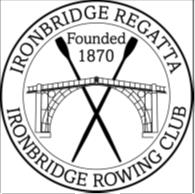 IRONBRIDGE REGATTA
Founded
1870
IRONBRIDGE ROWING CLUB